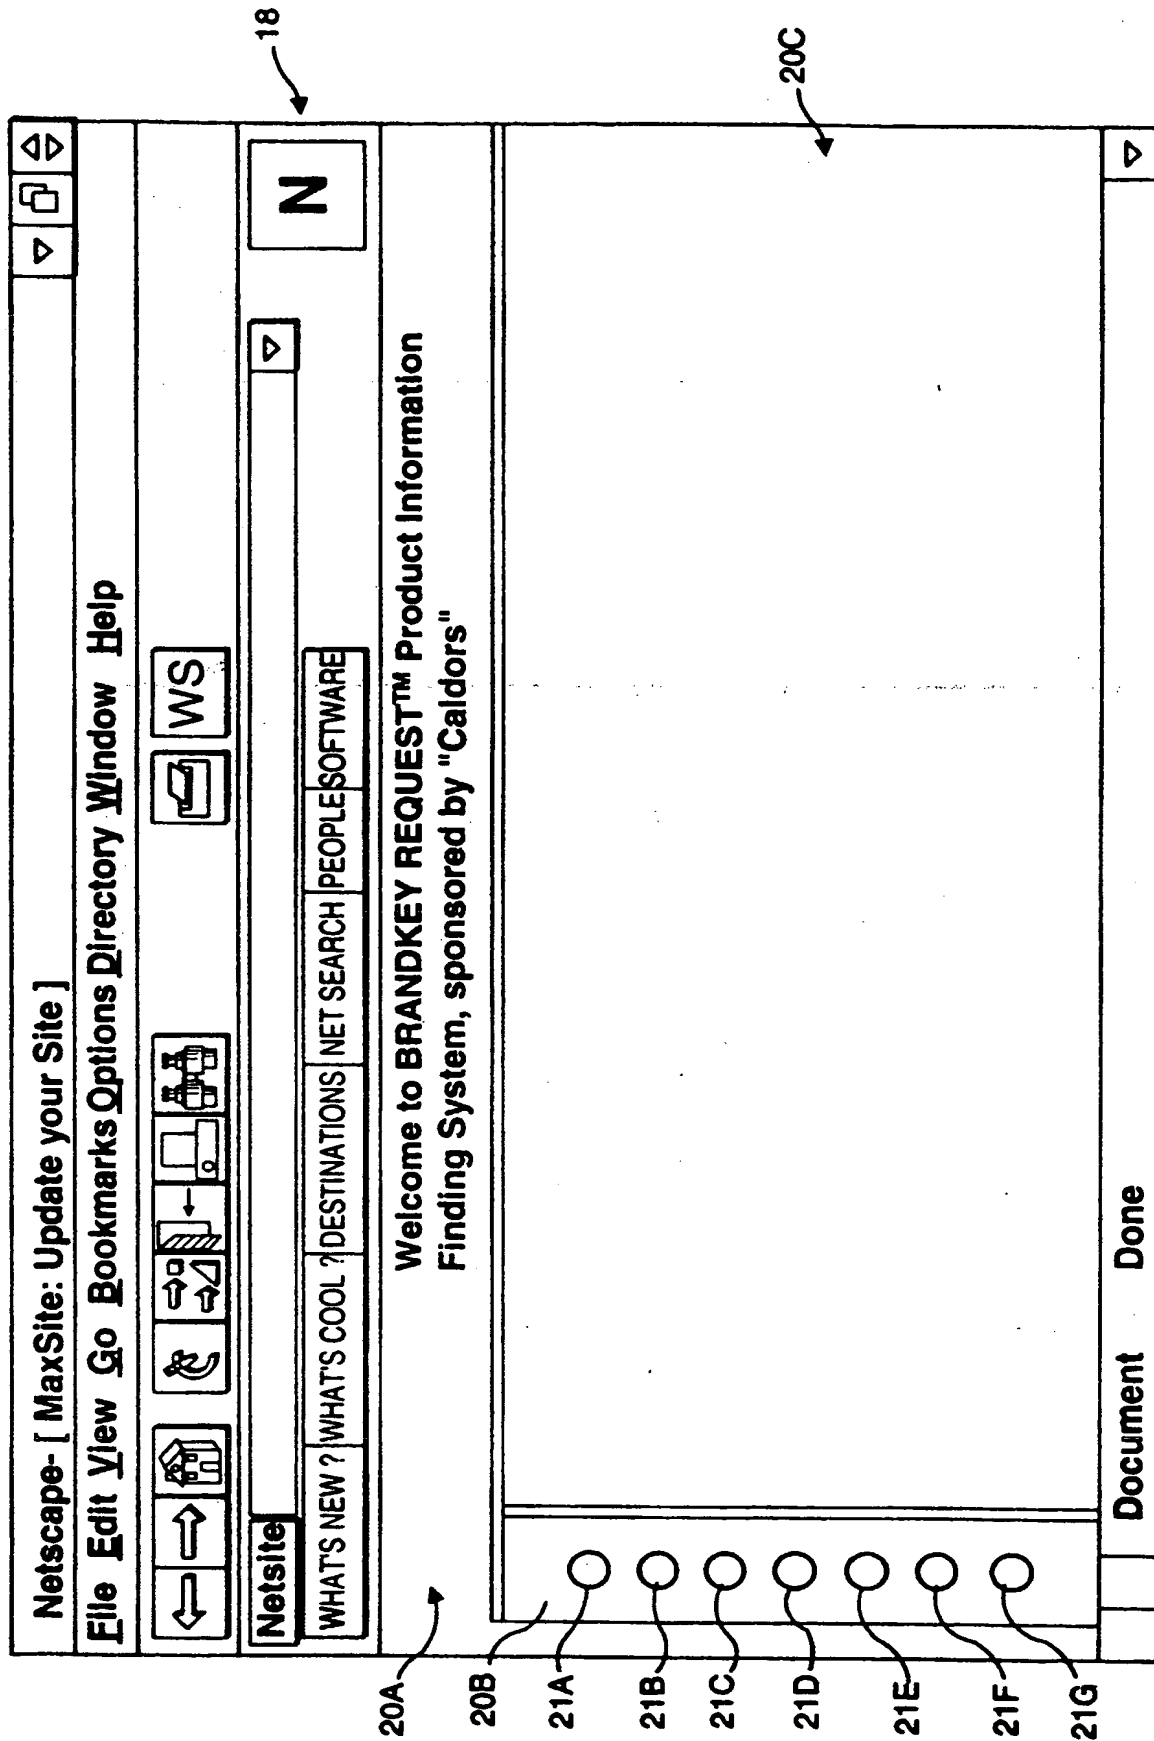 Netscape- [ MaxSite: Update your Site ]
File Edit View Go Bookmarks Options Directory Window Help
WS
Netsite
N
18
WHAT'S NEW ? WHAT'S COOL ? DESTINATIONS NET SEARCH PEOPLE SOFTWARE
Welcome to BRANDKEY REQUEST™ Product Information
Finding System, sponsored by "Caldors"
20A
20B
20C
21A
21B
21C
21D
21E
21F
21G
Document Done